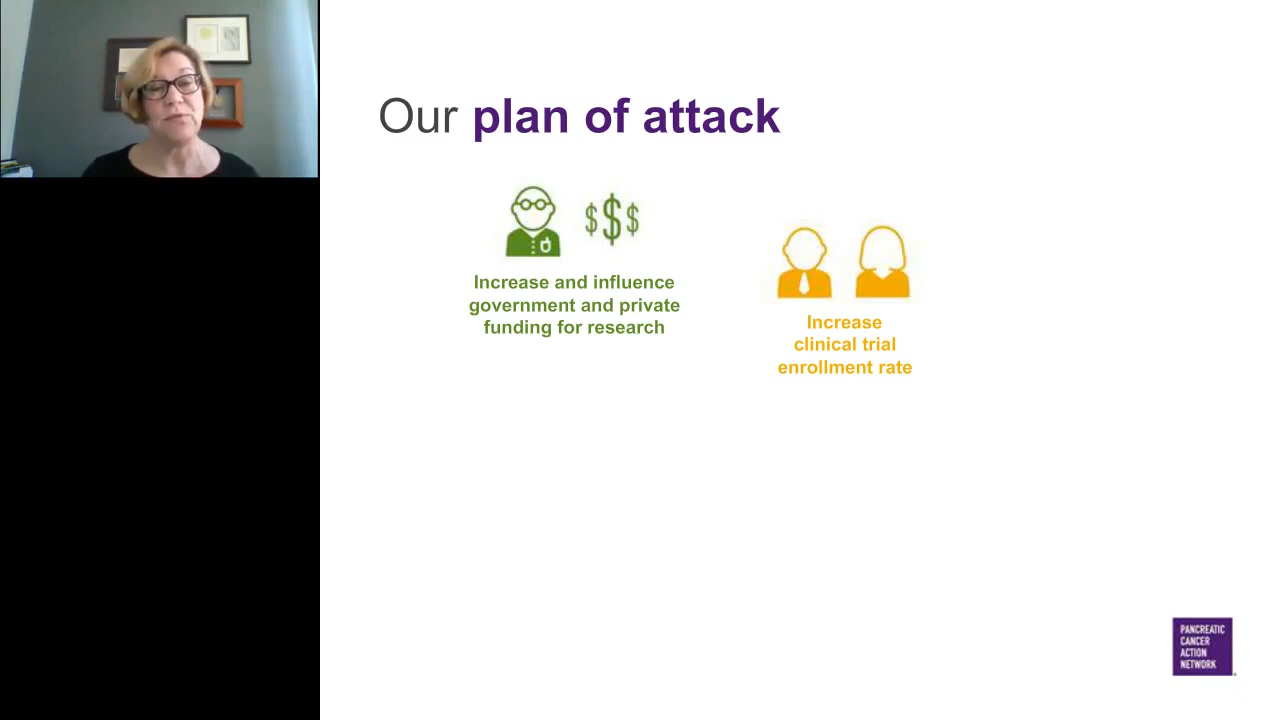 Our plan of attack
$$$
Increase and influence
government and private
funding for research
Increase
clinical trial
enrollment rate
PANCREATIC
CANCER
ACTION
NETWORK